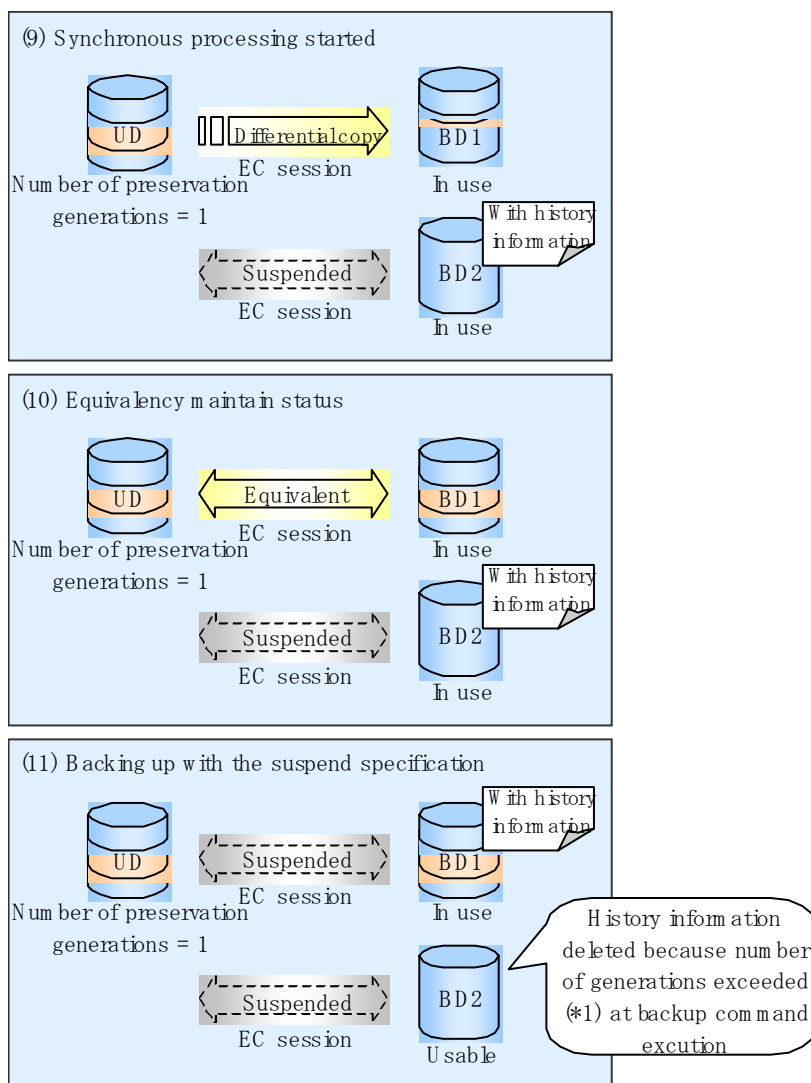 (9) Synchronous processing started
UD
Differential copy
BD1
EC session
Number of preservation
generations = 1
In use
With history
information
Suspended
BD2
EC session
In use
(10) Equivalency maintain status
UD
Equivalent
BD1
EC session
Number of preservation
generations = 1
In use
With history
information
Suspended
BD2
EC session
In use
(11) Backing up with the suspend specification
With history
information
UD
Suspended
BD1
EC session
Number of preservation
generations = 1
In use
History information
deleted because number
of generations exceeded
(*1) at backup command
excution
Suspended
BD2
EC session
Usable